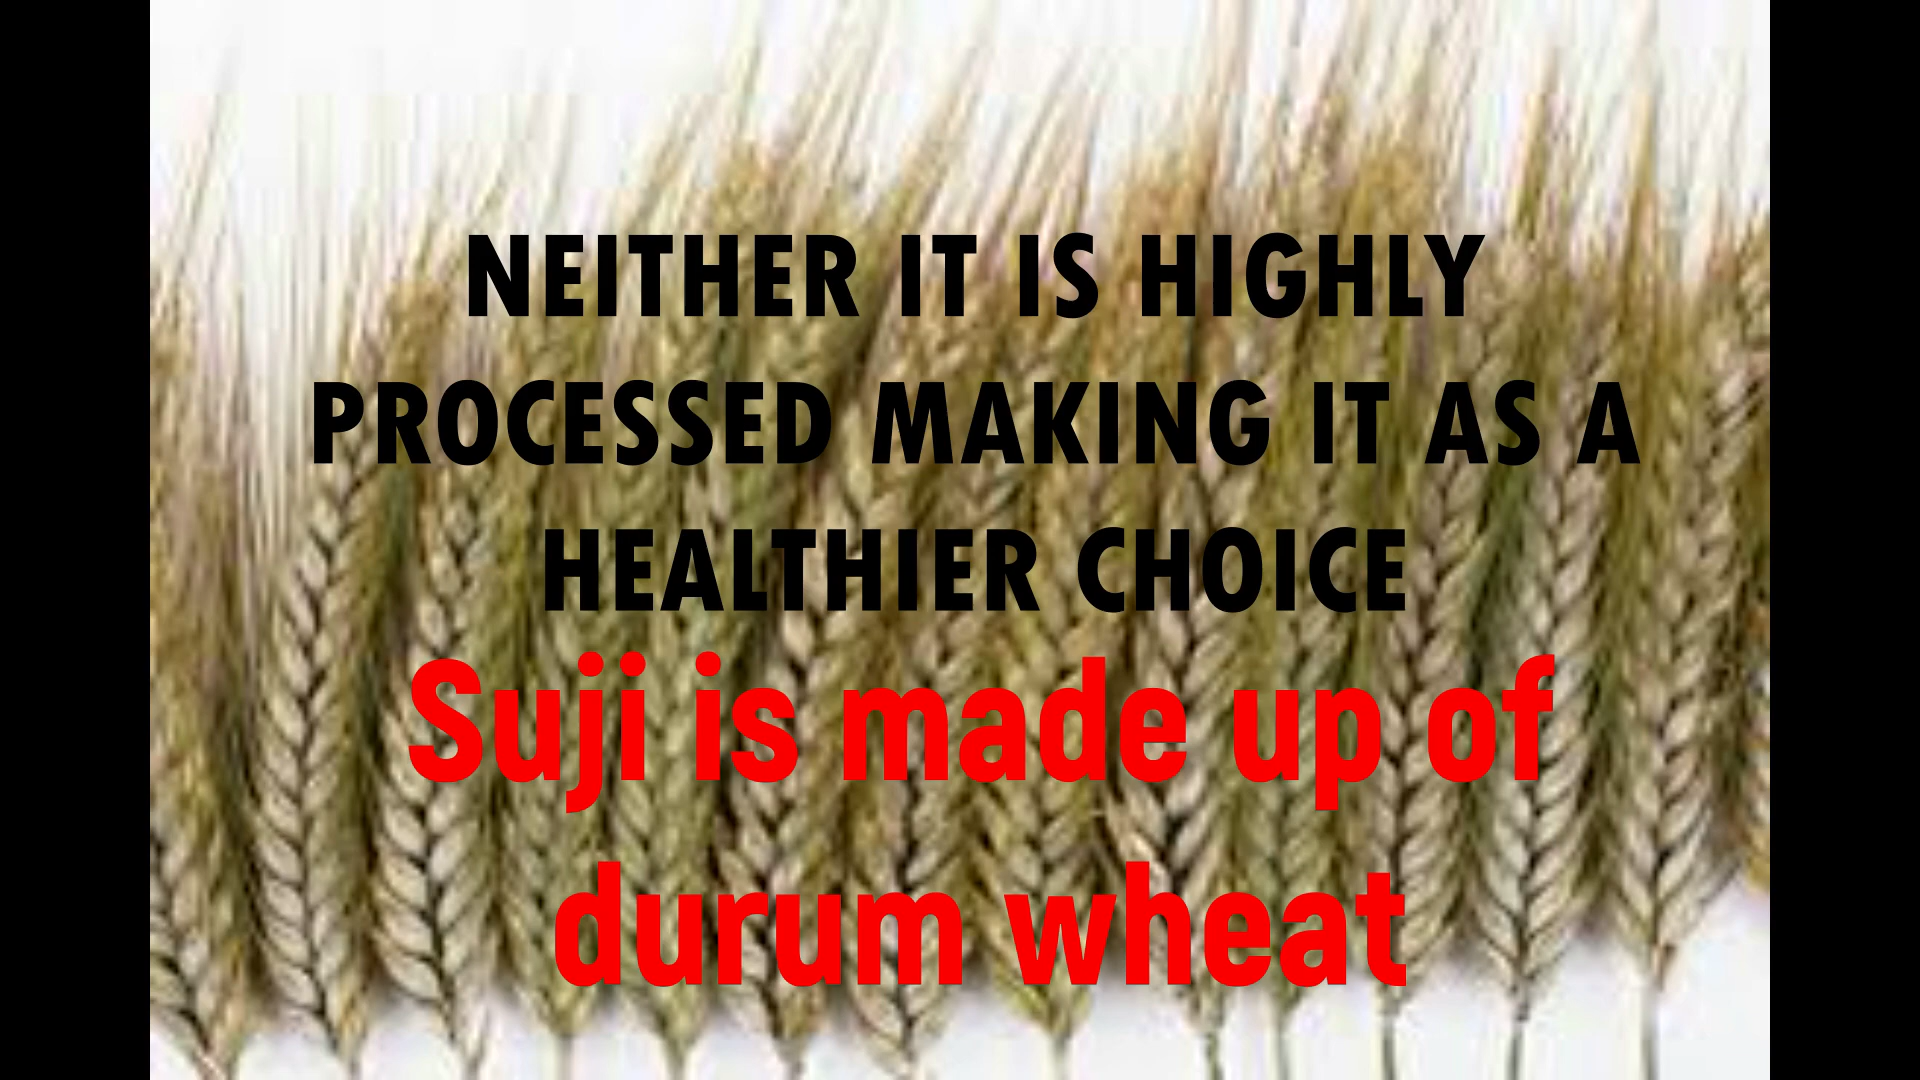 NEITHER IT IS HIGHLY
PROCESSED MAKING IT AS A
HEALTHIER CHOICE
Suji is made up of
durum wheat